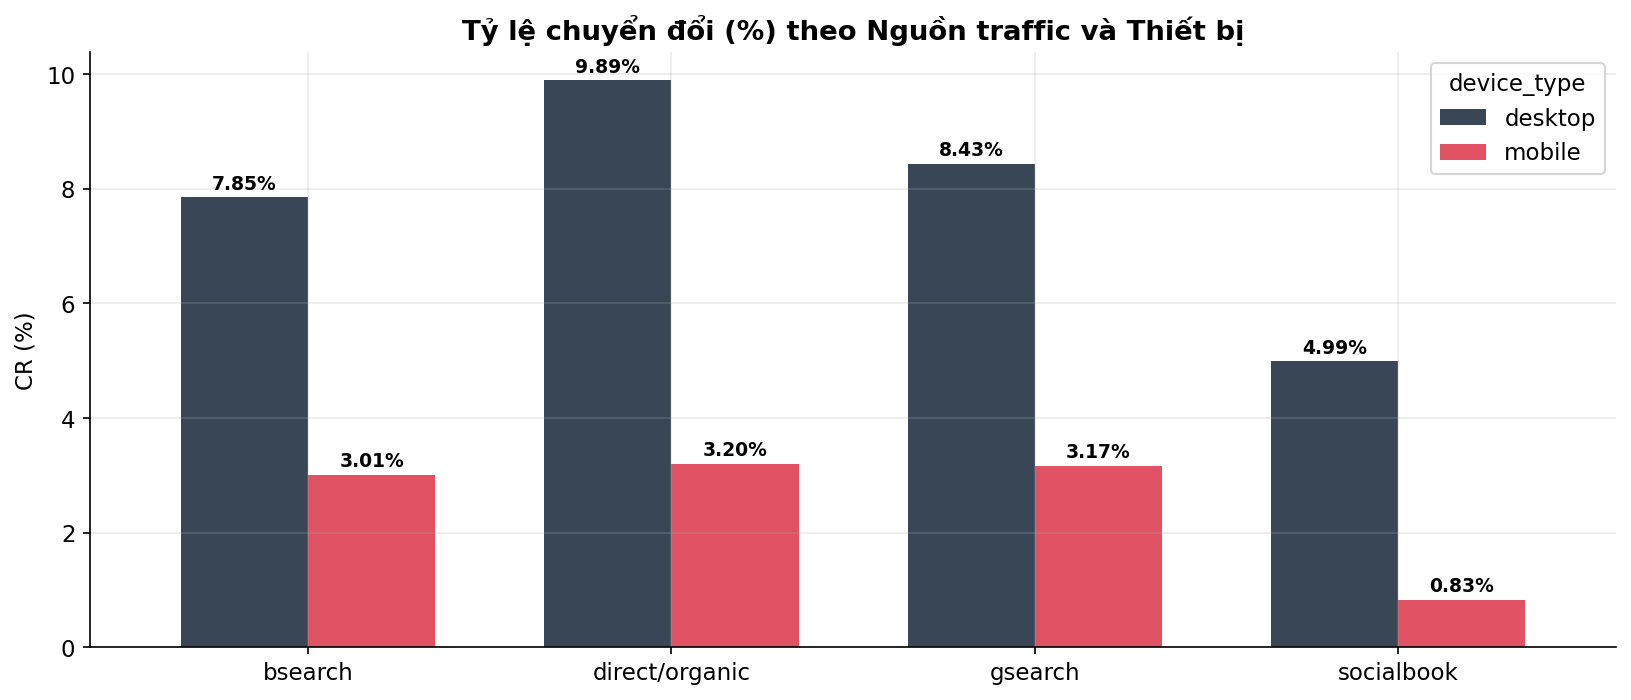 Tỷ lệ chuyển đổi (%) theo Nguồn traffic và Thiết bị
device_type
desktop
mobile
CR (%)
10
8
6
4
2
0
7.85%
3.01%
9.89%
3.20%
8.43%
3.17%
4.99%
0.83%
bsearch
direct/organic
gsearch
socialbook